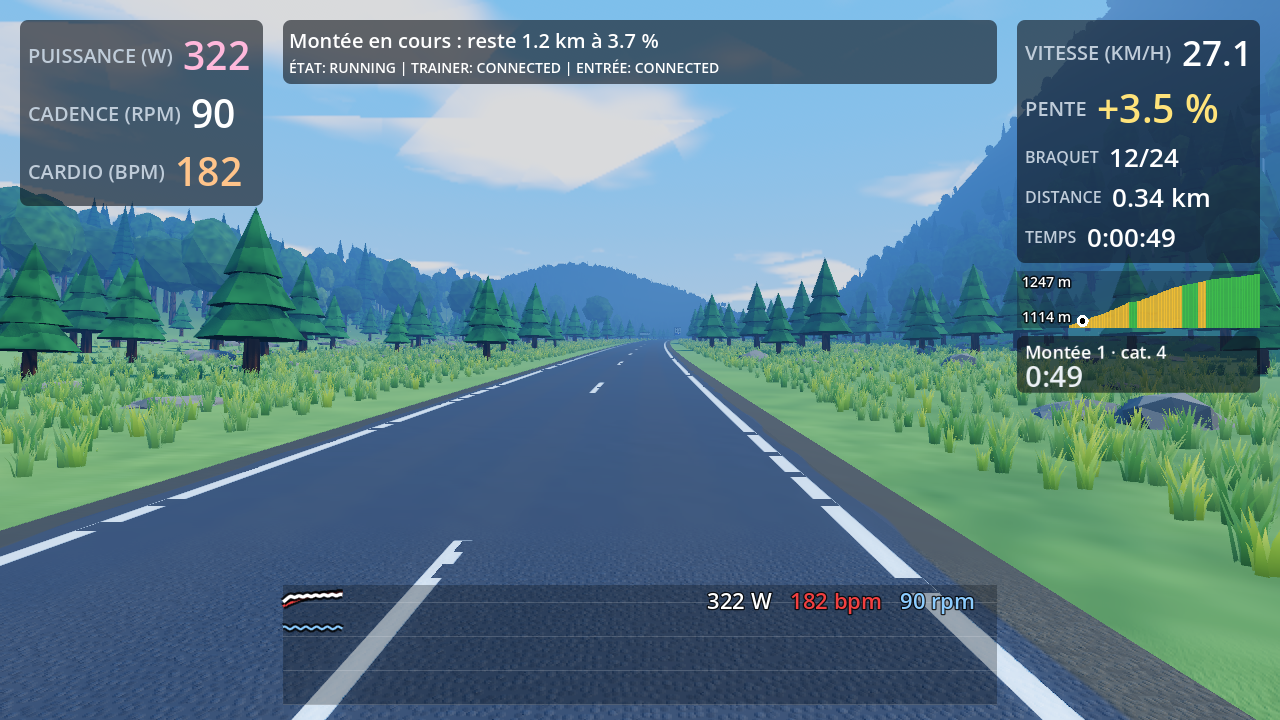 PUISSANCE (W) 322
CADENCE (RPM) 90
CARDIO (BPM) 182
Montée en cours : reste 1.2 km à 3.7 %
ÉTAT: RUNNING | TRAINER: CONNECTED | ENTRÉE: CONNECTED
VITESSE (KM/H) 27.1
PENTE +3.5 %
BRAQUET 12/24
DISTANCE 0.34 km
TEMPS 0:00:49
1247 m
1114 m
Montée 1 · cat. 4
0:49
322 W 182 bpm 90 rpm